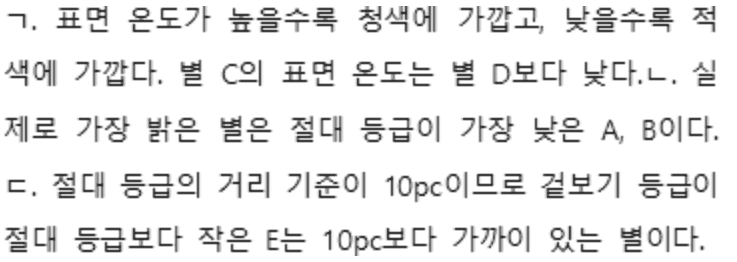 ㄱ. 표면 온도가 높을수록 청색에 가깝고, 낮을수록 적
색에 가깝다. 별 C의 표면 온도는 별 D보다 낮다.ㄴ. 실
제로 가장 밝은 별은 절대 등급이 가장 낮은 A, B이다.
ㄷ. 절대 등급의 거리 기준이 10pc이므로 겉보기 등급이
절대 등급보다 작은 E는 10pc보다 가까이 있는 별이다.